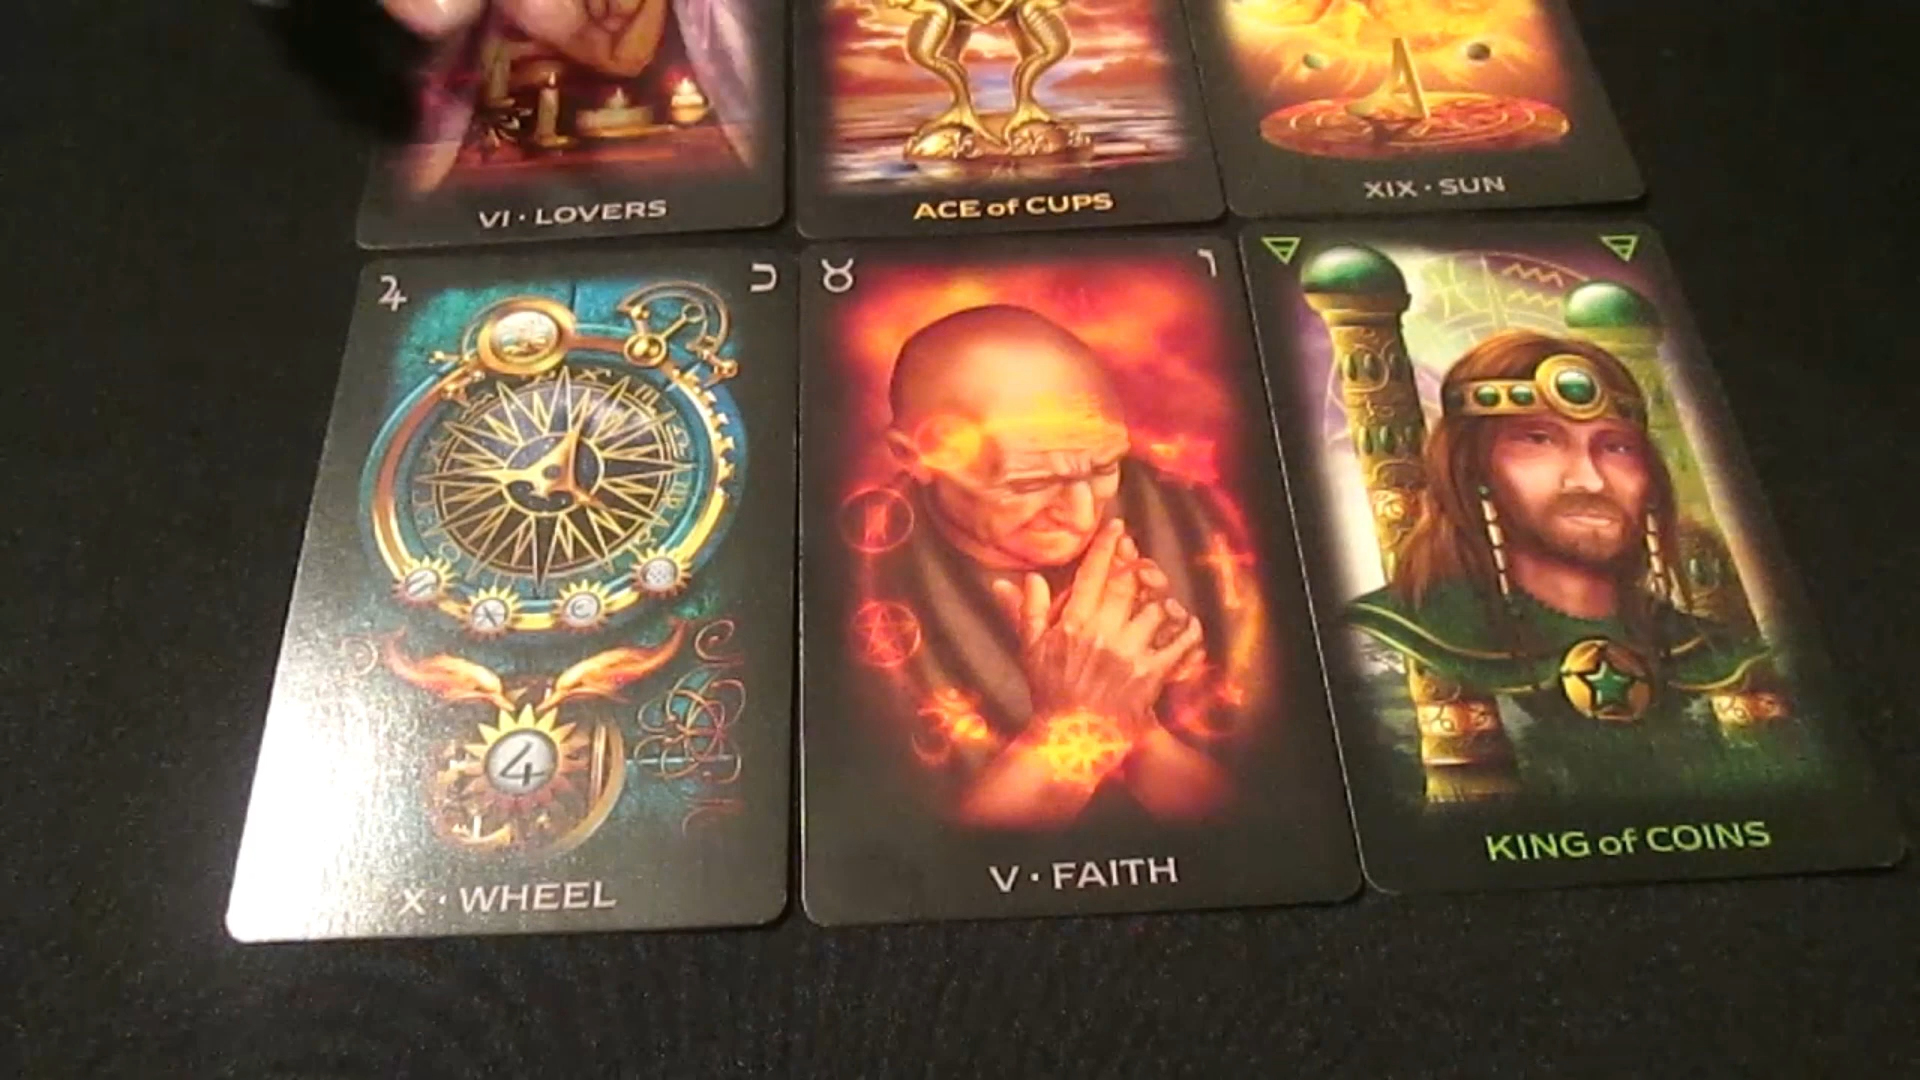 VI · LOVERS
ACE of CUPS
XIX · SUN
♃ כ
♉ ו
X · WHEEL
V · FAITH
KING of COINS